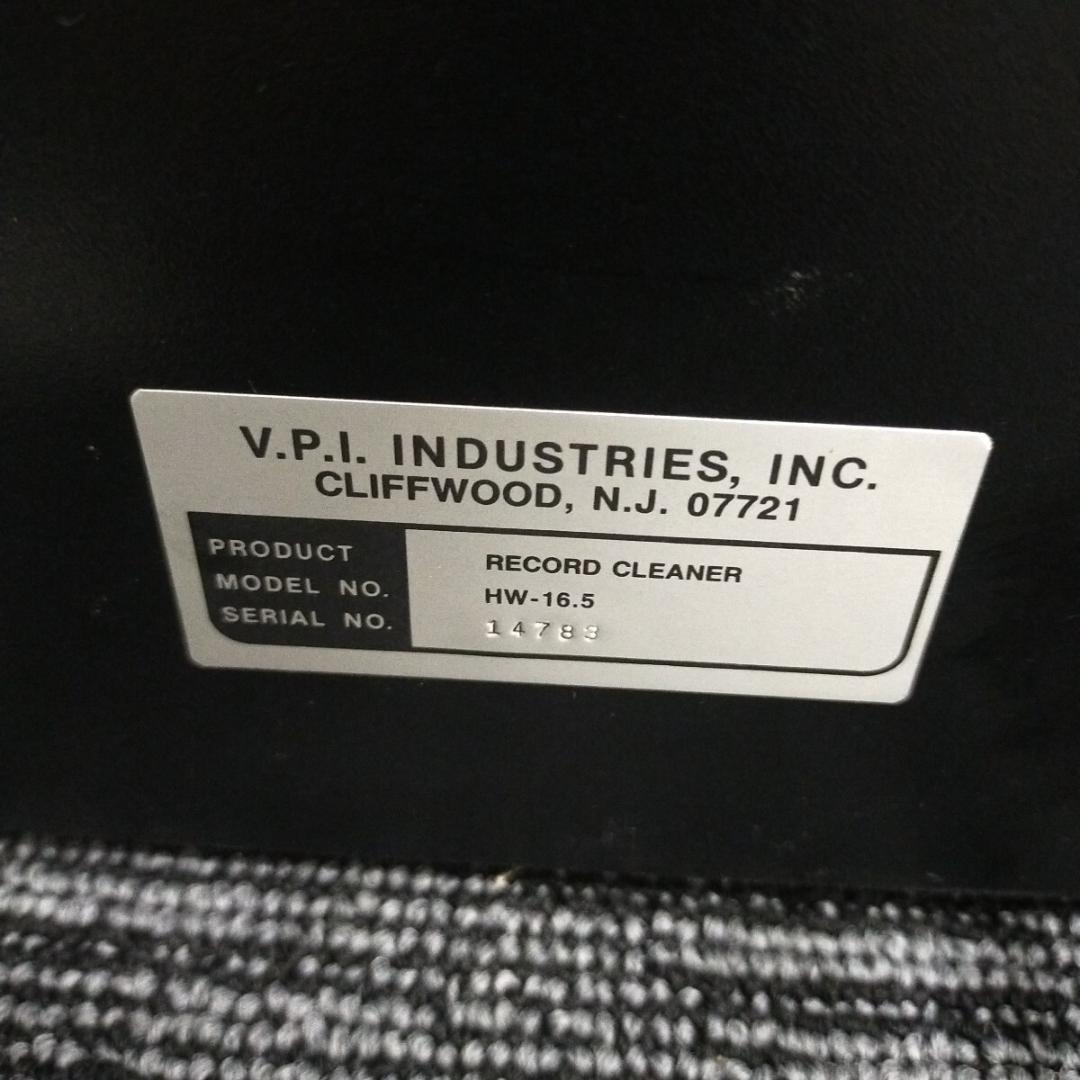 V.P.I. INDUSTRIES, INC.
CLIFFWOOD, N.J. 07721
PRODUCT RECORD CLEANER
MODEL NO. HW-16.5
SERIAL NO. 14783